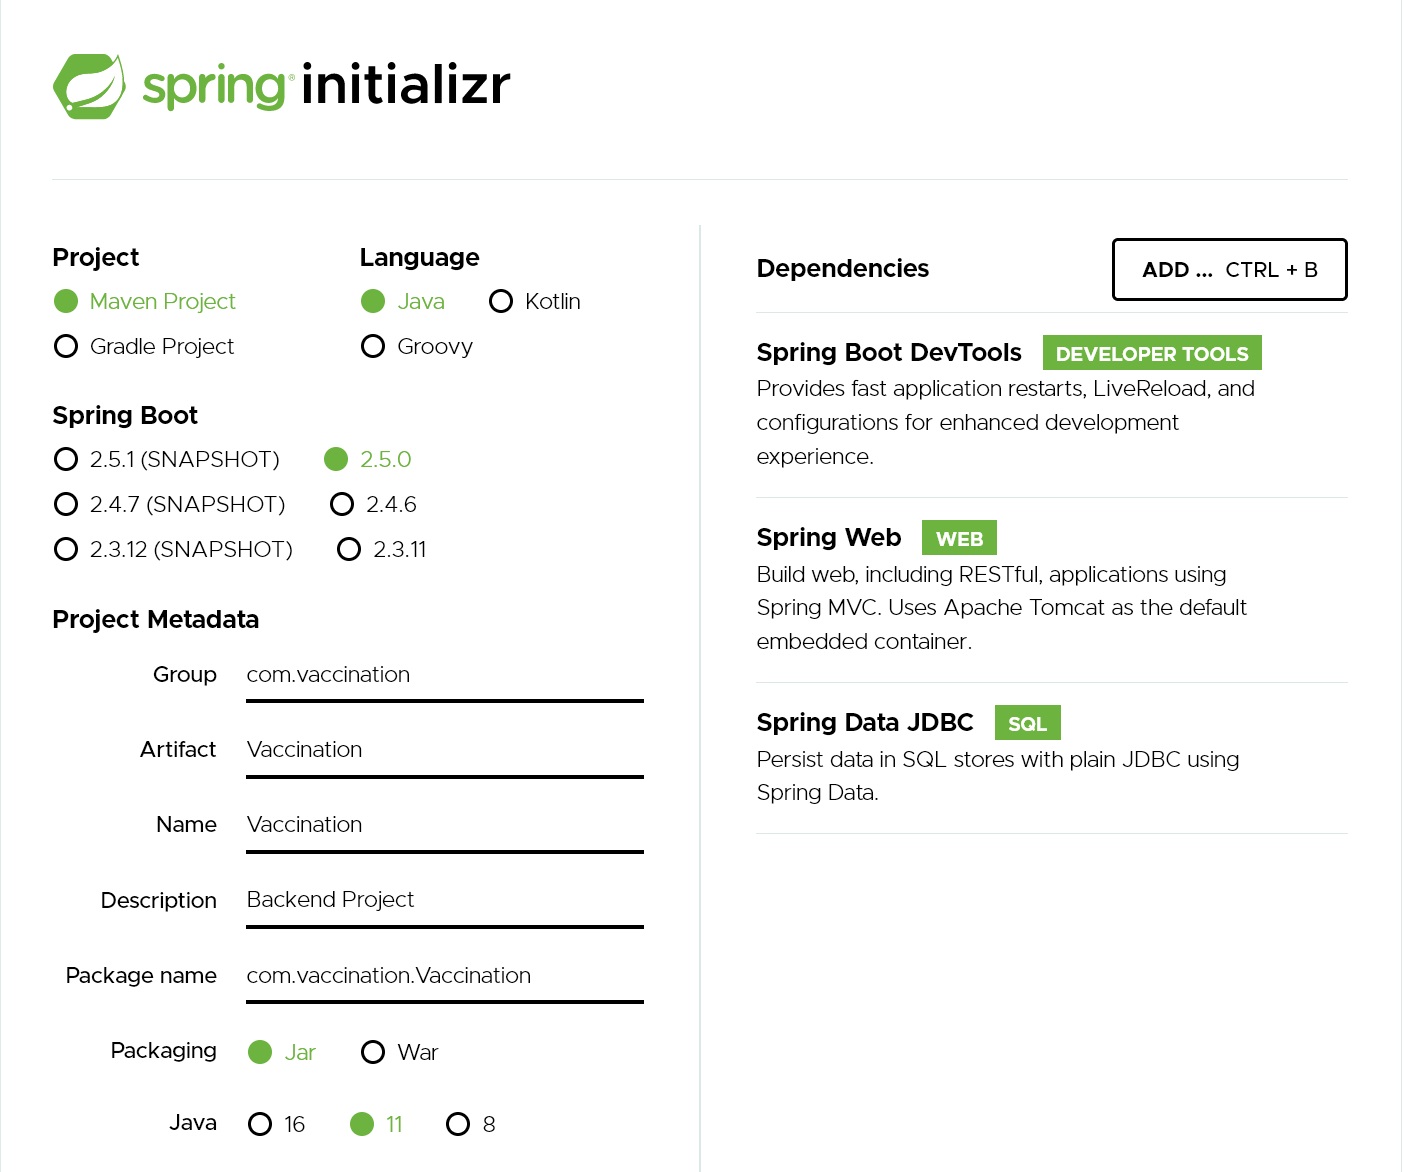 spring® initializr
Project
Maven Project
Gradle Project
Language
Java Kotlin
Groovy
Spring Boot
2.5.1 (SNAPSHOT) 2.5.0
2.4.7 (SNAPSHOT) 2.4.6
2.3.12 (SNAPSHOT) 2.3.11
Project Metadata
Group com.vaccination
Artifact Vaccination
Name Vaccination
Description Backend Project
Package name com.vaccination.Vaccination
Packaging Jar War
Java 16 11 8
Dependencies ADD ... CTRL + B
Spring Boot DevTools DEVELOPER TOOLS
Provides fast application restarts, LiveReload, and
configurations for enhanced development
experience.
Spring Web WEB
Build web, including RESTful, applications using
Spring MVC. Uses Apache Tomcat as the default
embedded container.
Spring Data JDBC SQL
Persist data in SQL stores with plain JDBC using
Spring Data.